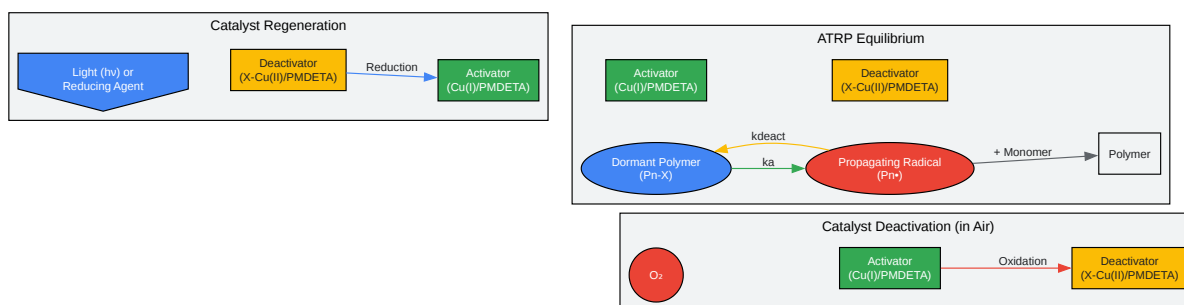 Catalyst Regeneration
Light (hν) or
Reducing Agent
Deactivator
(X-Cu(II)/PMDETA)
Reduction
Activator
(Cu(I)/PMDETA)
ATRP Equilibrium
Activator
(Cu(I)/PMDETA)
Deactivator
(X-Cu(II)/PMDETA)
kdeact
Dormant Polymer
(Pn-X)
ka
Propagating Radical
(Pn•)
+ Monomer
Polymer
Catalyst Deactivation (in Air)
O₂
Activator
(Cu(I)/PMDETA)
Oxidation
Deactivator
(X-Cu(II)/PMDETA)